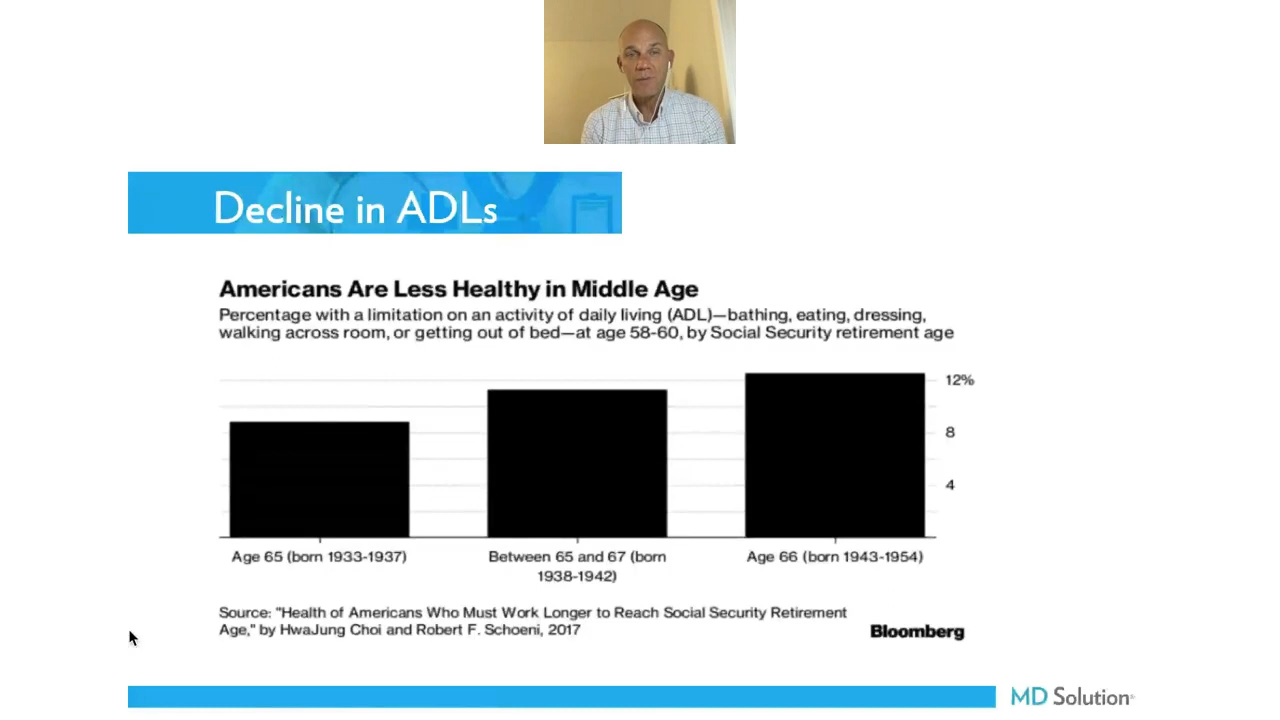 Decline in ADLs
Americans Are Less Healthy in Middle Age
Percentage with a limitation on an activity of daily living (ADL)—bathing, eating, dressing,
walking across room, or getting out of bed—at age 58-60, by Social Security retirement age
12%
8
4
Age 65 (born 1933-1937)
Between 65 and 67 (born
1938-1942)
Age 66 (born 1943-1954)
Source: "Health of Americans Who Must Work Longer to Reach Social Security Retirement
Age," by HwaJung Choi and Robert F. Schoeni, 2017
Bloomberg
MD Solution